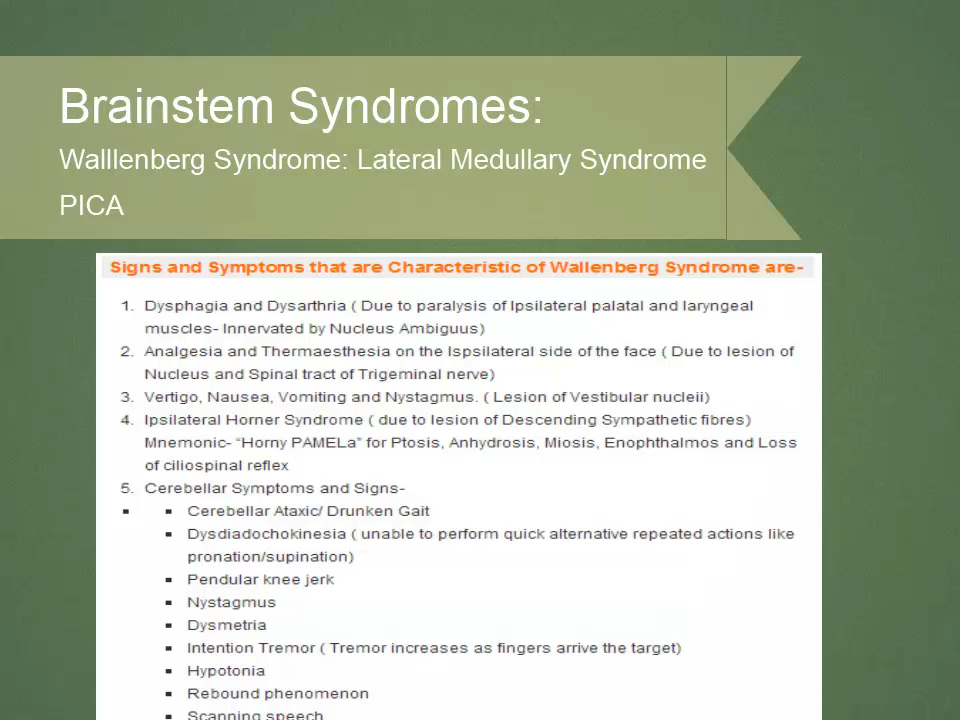 Brainstem Syndromes:
Walllenberg Syndrome: Lateral Medullary Syndrome
PICA
Signs and Symptoms that are Characteristic of Wallenberg Syndrome are-
1. Dysphagia and Dysarthria ( Due to paralysis of Ipsilateral palatal and laryngeal
muscles- Innervated by Nucleus Ambiguus)
2. Analgesia and Thermaesthesia on the Ispsilateral side of the face ( Due to lesion of
Nucleus and Spinal tract of Trigeminal nerve)
3. Vertigo, Nausea, Vomiting and Nystagmus. ( Lesion of Vestibular nucleii)
4. Ipsilateral Horner Syndrome ( due to lesion of Descending Sympathetic fibres)
Mnemonic- “Horny PAMELa” for Ptosis, Anhydrosis, Miosis, Enophthalmos and Loss
of ciliospinal reflex
5. Cerebellar Symptoms and Signs-
▪ ▪ Cerebellar Ataxic/ Drunken Gait
▪ Dysdiadochokinesia ( unable to perform quick alternative repeated actions like
pronation/supination)
▪ Pendular knee jerk
▪ Nystagmus
▪ Dysmetria
▪ Intention Tremor ( Tremor increases as fingers arrive the target)
▪ Hypotonia
▪ Rebound phenomenon
▪ Scanning speech